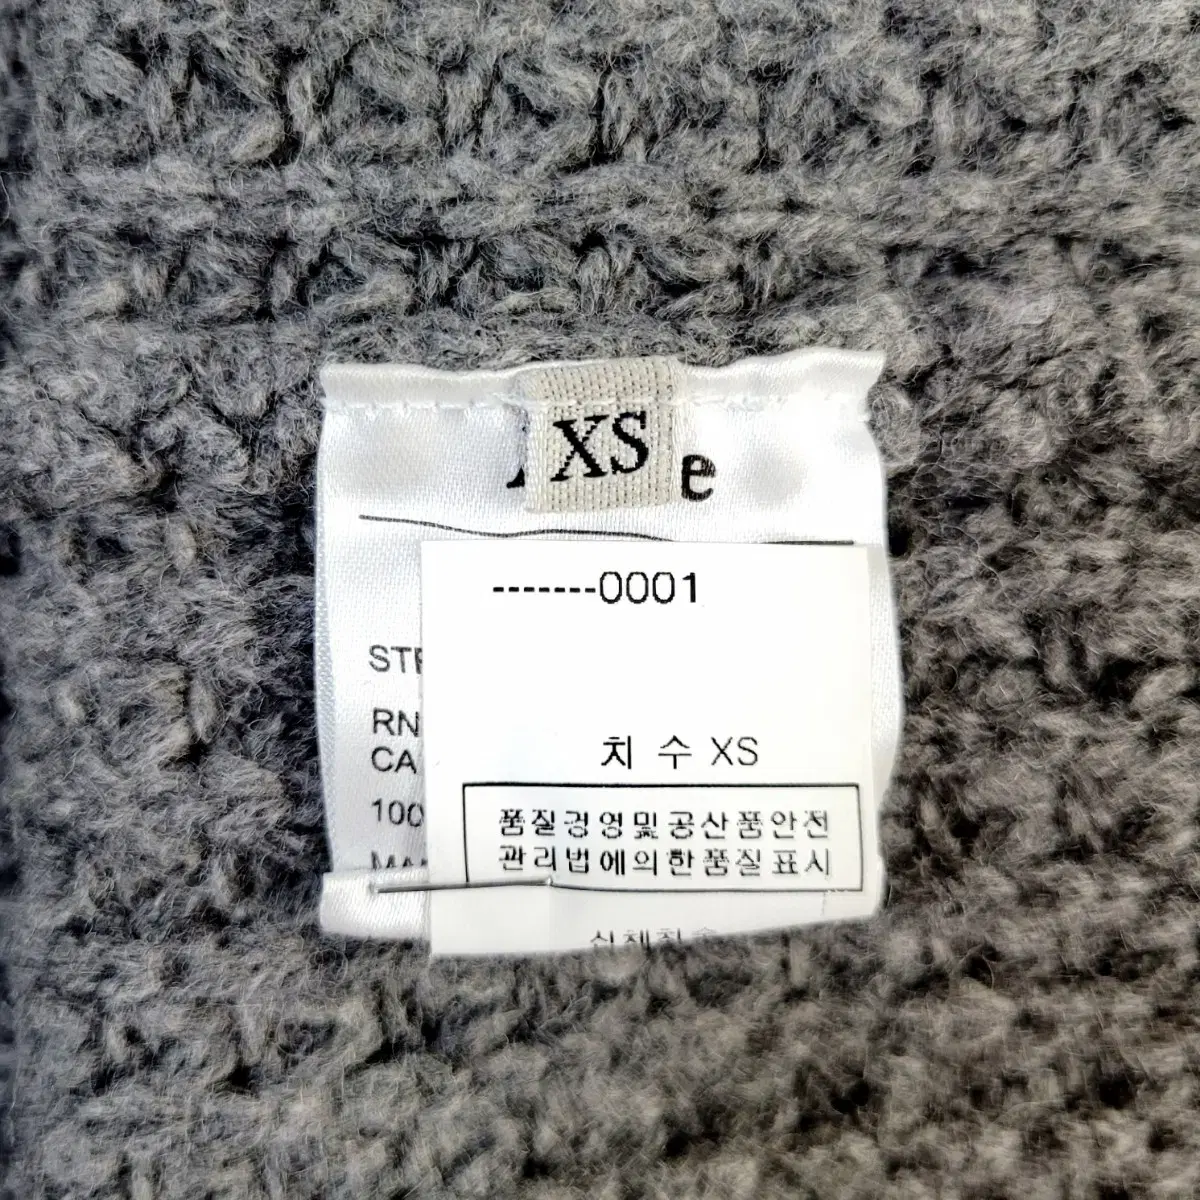 XS
e
-------0001
STR
RN
CA
100
치 수 XS
품질경영및공산품안전
관리법에의한품질표시